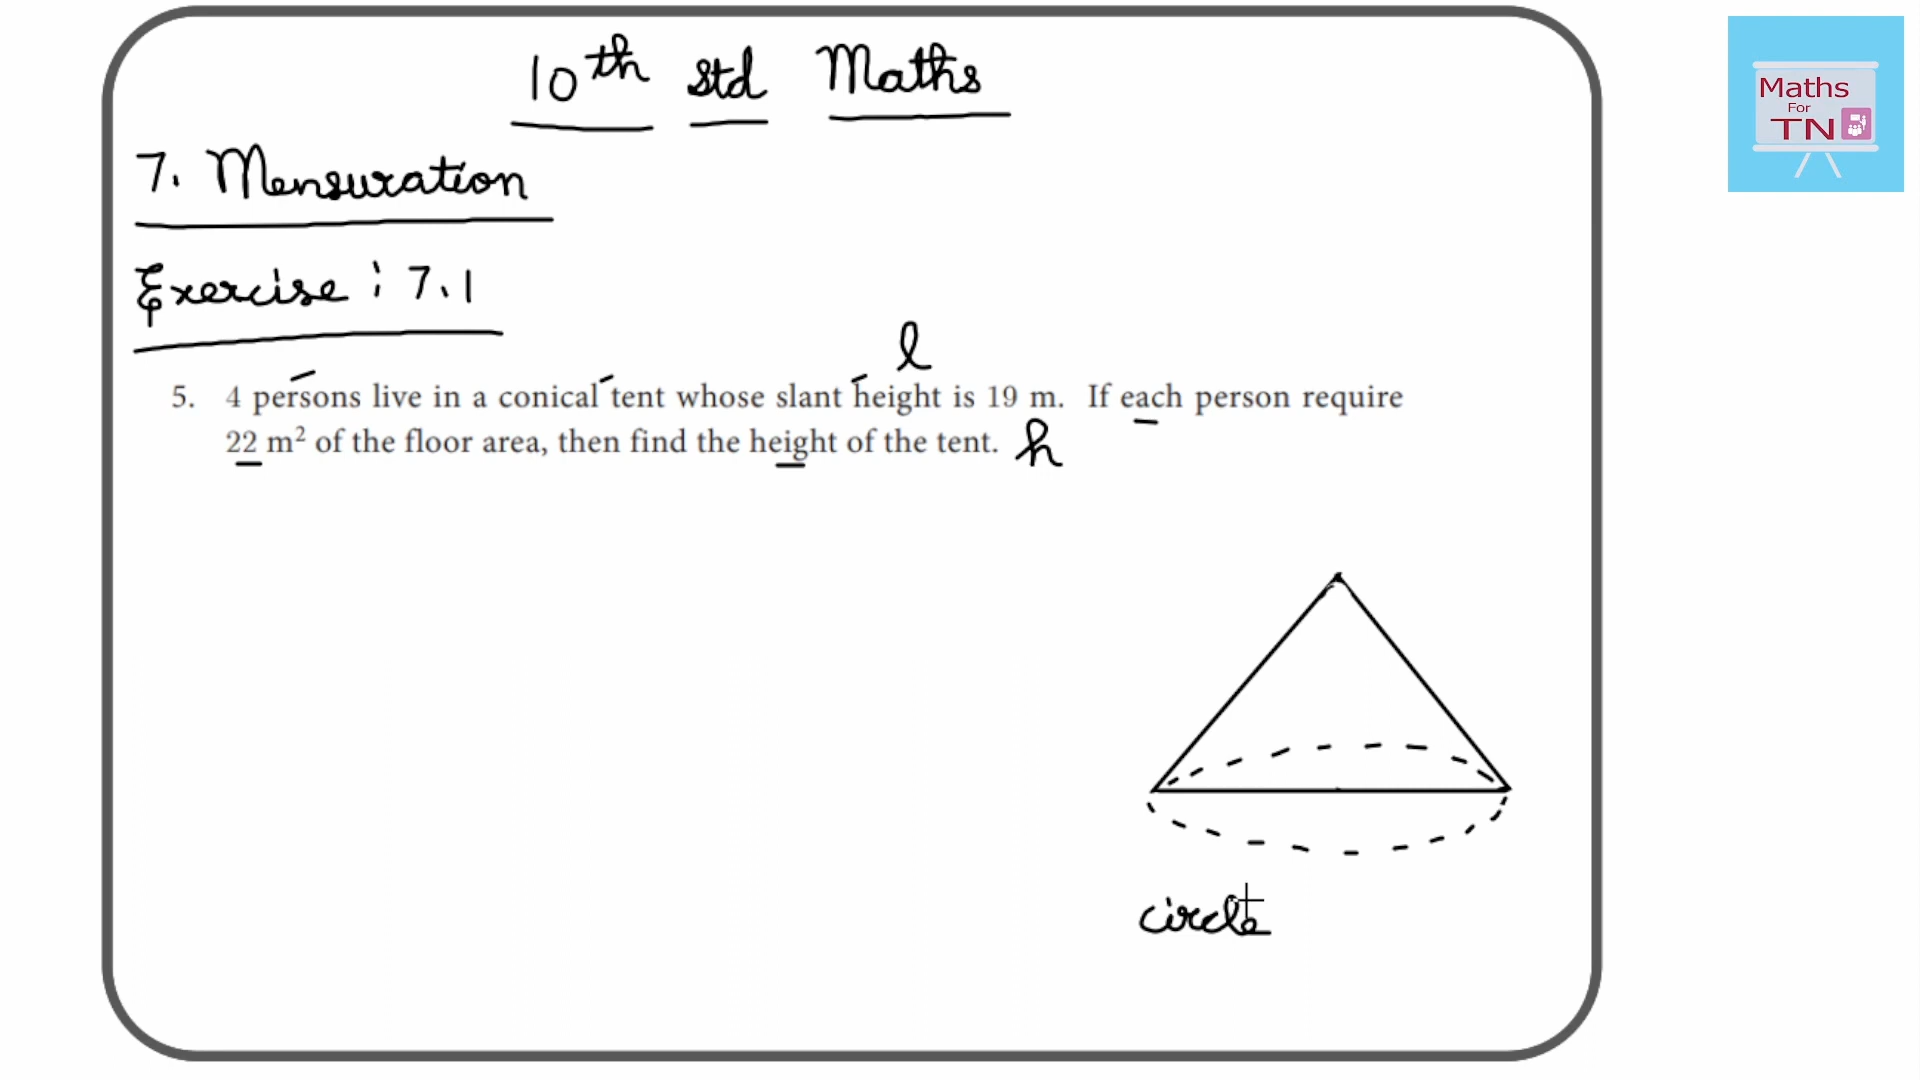 10th std Maths
Maths
For
TN
7. Mensuration
Exercise : 7.1
l
5. 4 persons live in a conical tent whose slant height is 19 m. If each person require
22 m² of the floor area, then find the height of the tent. h
circle